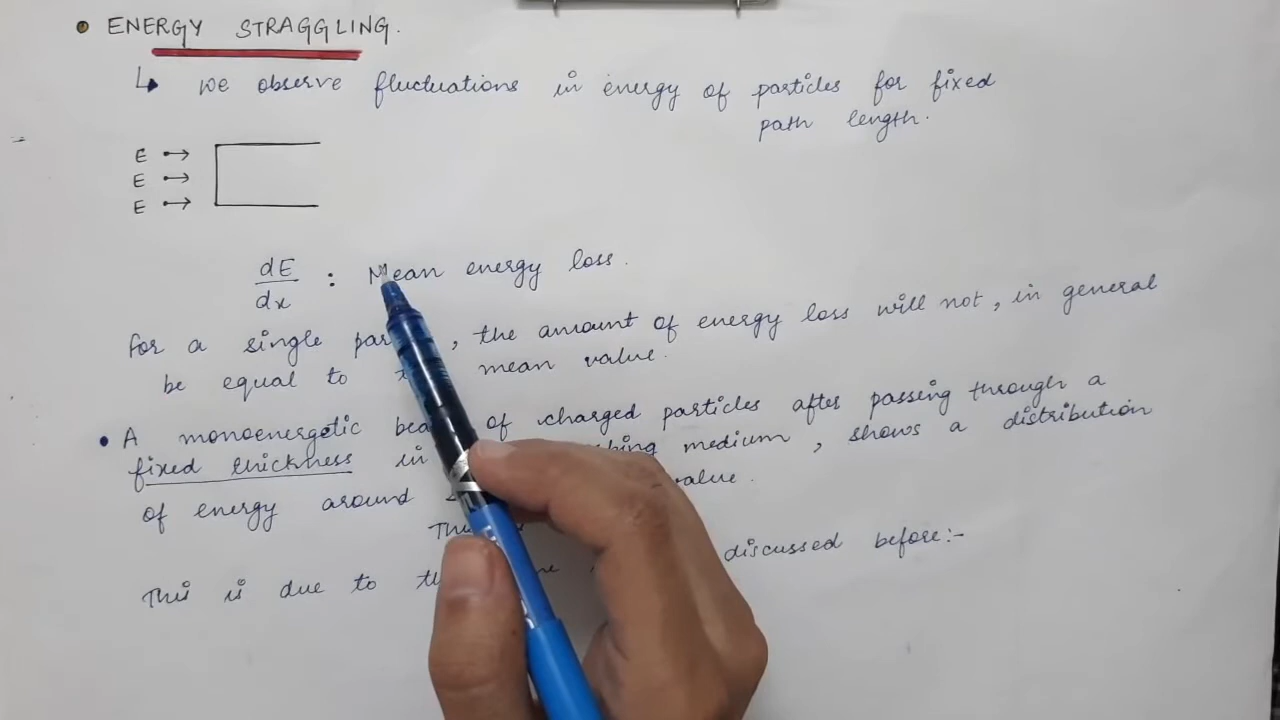 ENERGY STRAGGLING.
we observe fluctuations in energy of particles for fixed
path length.
E
E
E
dE
dx
: Mean energy loss.
For a single par , the amount of energy loss will not, in general
be equal to mean value.
A monoenergetic of charged particles after passing through a
fixed thickness in medium, shows a distribution
of energy around value.
discussed before:-
This is due to